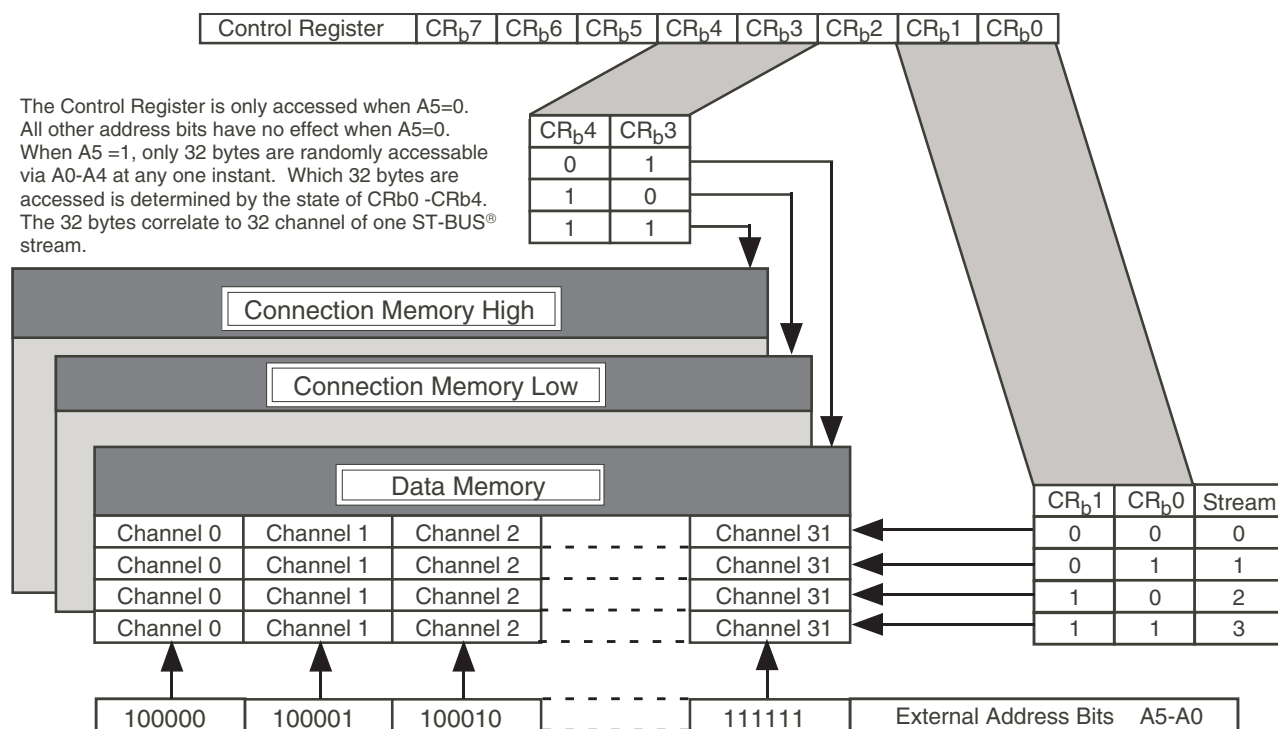 Control Register CRb7 CRb6 CRb5 CRb4 CRb3 CRb2 CRb1 CRb0
The Control Register is only accessed when A5=0.
All other address bits have no effect when A5=0.
When A5 =1, only 32 bytes are randomly accessable
via A0-A4 at any one instant. Which 32 bytes are
accessed is determined by the state of CRb0 -CRb4.
The 32 bytes correlate to 32 channel of one ST-BUS®
stream.
CRb4 CRb3
0 1
1 0
1 1
Connection Memory High
Connection Memory Low
Data Memory
CRb1 CRb0 Stream
Channel 0 Channel 1 Channel 2 Channel 31 0 0 0
Channel 0 Channel 1 Channel 2 Channel 31 0 1 1
Channel 0 Channel 1 Channel 2 Channel 31 1 0 2
Channel 0 Channel 1 Channel 2 Channel 31 1 1 3
100000 100001 100010 111111 External Address Bits A5-A0